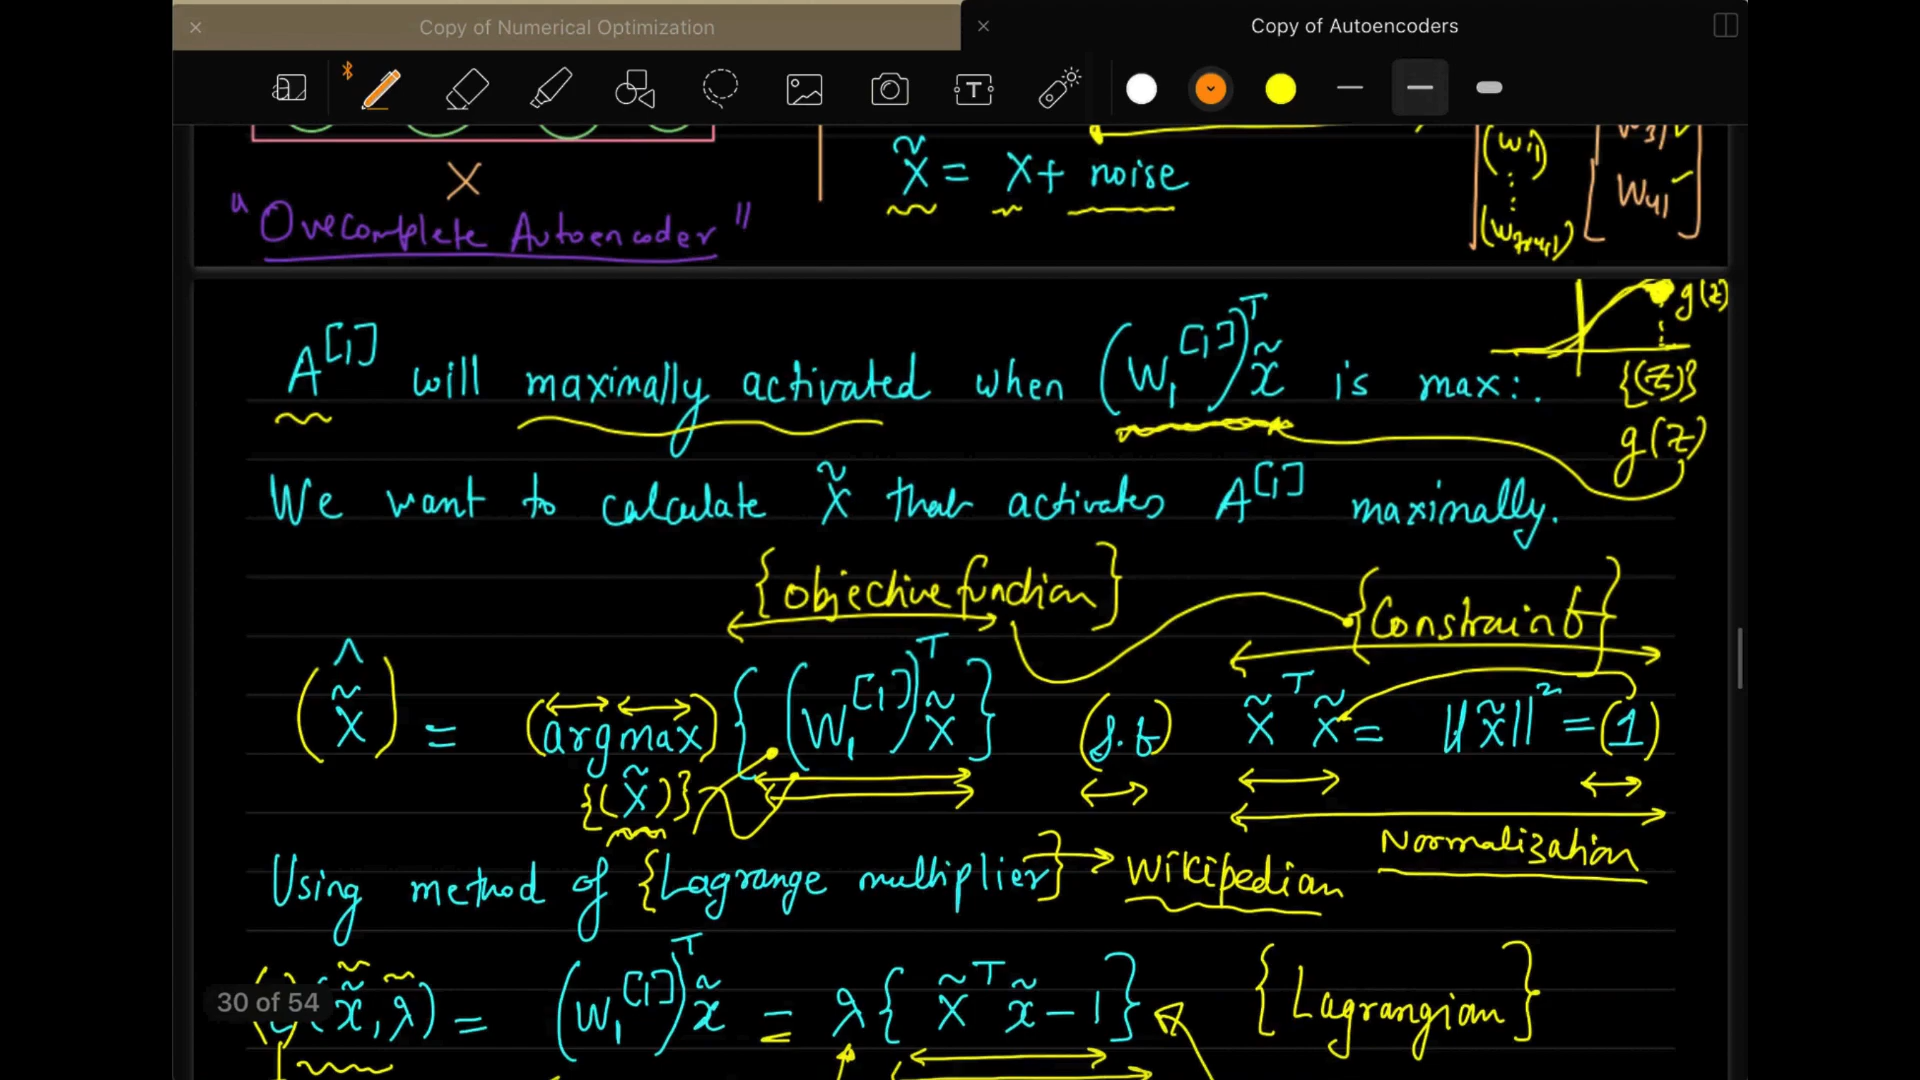 Copy of Numerical Optimization
Copy of Autoencoders
X
"Ovecomplete Autoencoder"
X̃ = X + noise
(wi1)
⋮
W41
A^[1] will maximally activated when (W₁^[1])^T x̃ is max:.
g(z)
{(z)}
g(z)
We want to calculate X̃ that activates A^[1] maximally.
{objective function}
{Constraint}
(X̃^) = (argmax) { (W₁^[1])^T X̃ } (s.t) X̃^T X̃ = ||X̃||² = (1)
{(X̃)}
Normalization
Using method of {Lagrange multiplier} → Wikipedian
(x̃, λ) = (W₁^[1])^T x̃ = λ { X̃^T x̃ - 1 }
{Lagrangian}
30 of 54